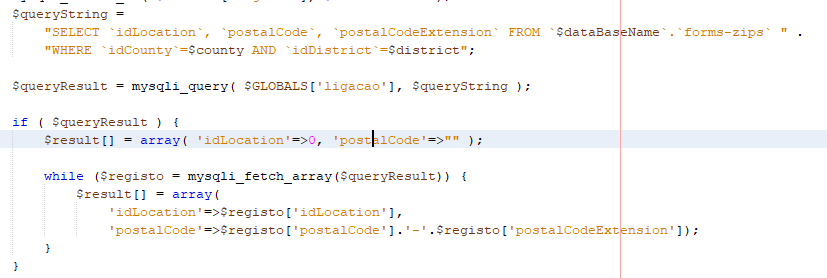 $queryString =
"SELECT `idLocation`, `postalCode`, `postalCodeExtension` FROM `$dataBaseName`.`forms-zips` " .
"WHERE `idCounty`=$county AND `idDistrict`=$district";
$queryResult = mysqli_query( $GLOBALS['ligacao'], $queryString );
if ( $queryResult ) {
$result[] = array( 'idLocation'=>0, 'postalCode'=>"" );
while ($registo = mysqli_fetch_array($queryResult)) {
$result[] = array(
'idLocation'=>$registo['idLocation'],
'postalCode'=>$registo['postalCode'].'-'.$registo['postalCodeExtension']);
}
}